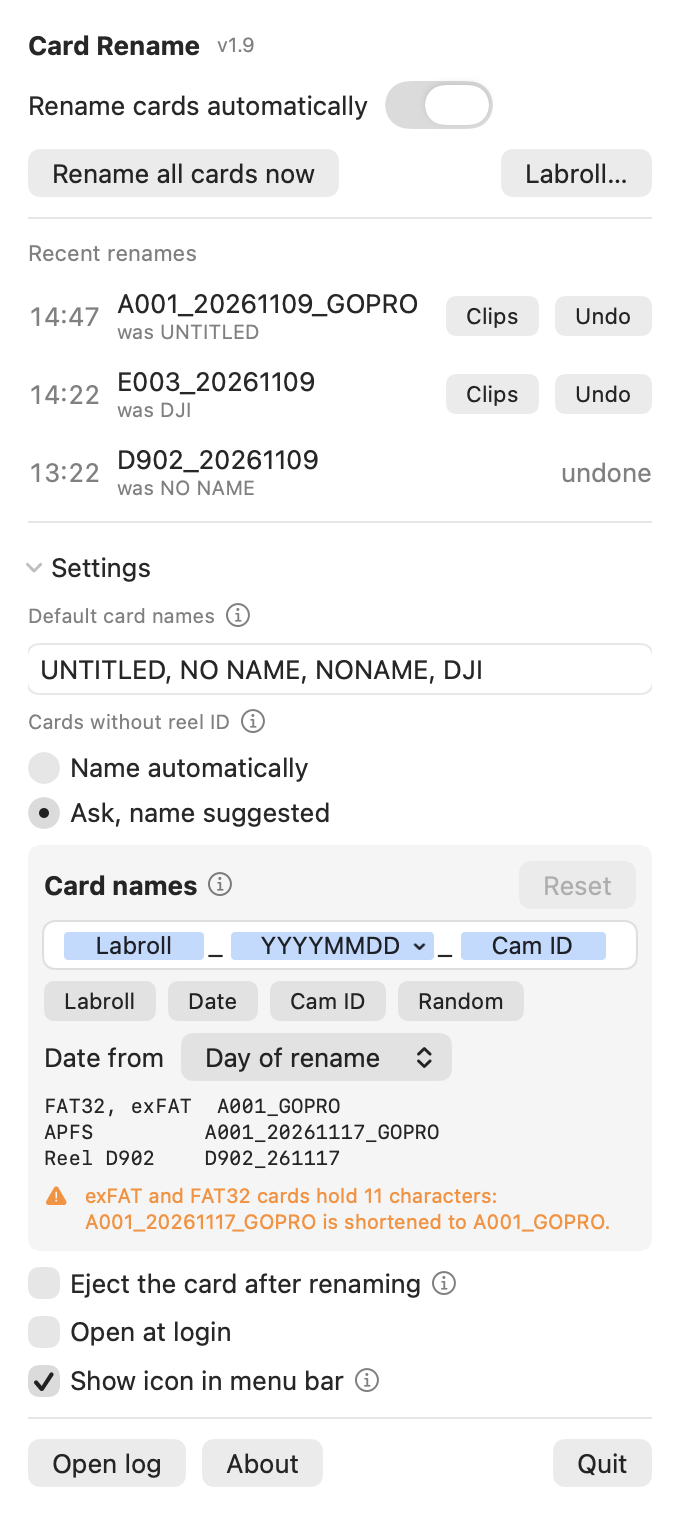 Card Rename v1.9
Rename cards automatically
Rename all cards now Labroll...
Recent renames
14:47 A001_20261109_GOPRO Clips Undo
was UNTITLED
14:22 E003_20261109 Clips Undo
was DJI
13:22 D902_20261109 undone
was NO NAME
Settings
Default card names
UNTITLED, NO NAME, NONAME, DJI
Cards without reel ID
Name automatically
Ask, name suggested
Card names Reset
Labroll _ YYYYMMDD _ Cam ID
Labroll Date Cam ID Random
Date from Day of rename
FAT32, exFAT A001_GOPRO
APFS A001_20261117_GOPRO
Reel D902 D902_261117
exFAT and FAT32 cards hold 11 characters:
A001_20261117_GOPRO is shortened to A001_GOPRO.
Eject the card after renaming
Open at login
Show icon in menu bar
Open log About Quit